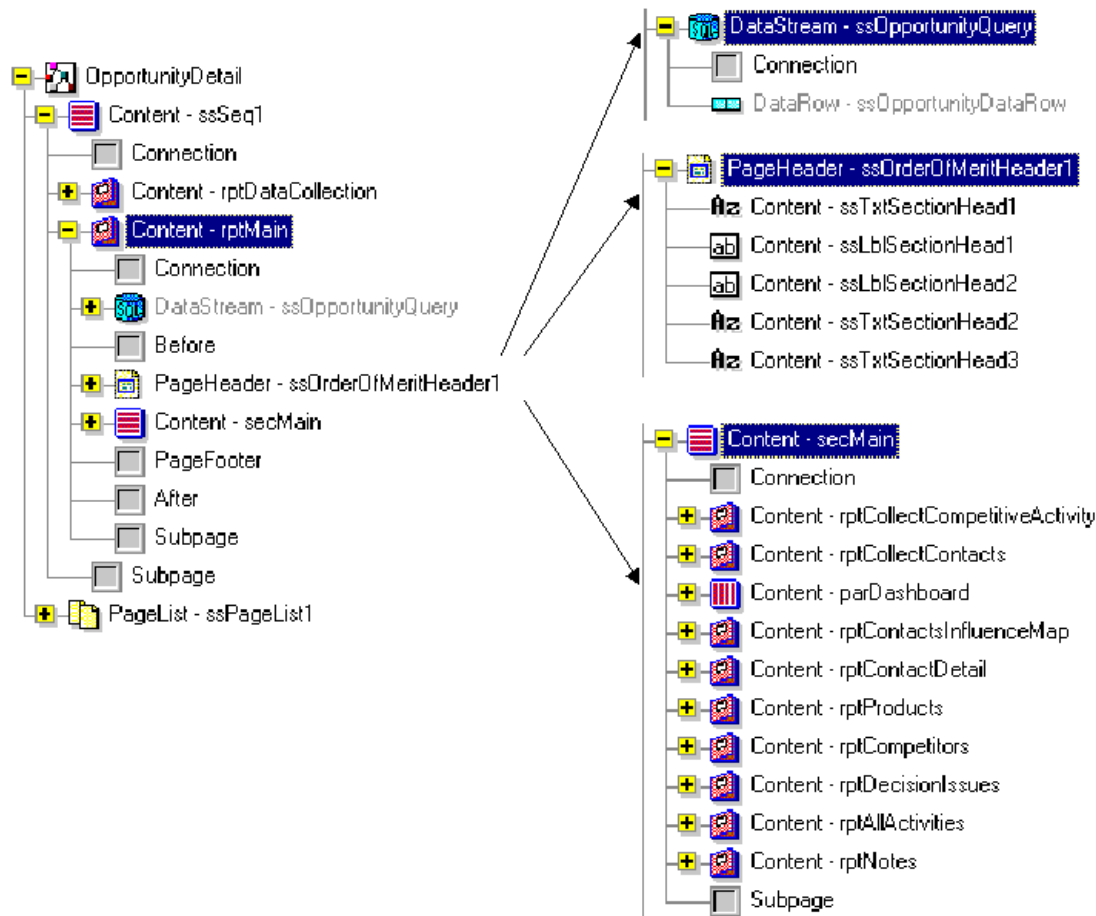 OpportunityDetail
Content - ssSeq1
Connection
Content - rptDataCollection
Content - rptMain
Connection
DataStream - ssOpportunityQuery
Before
PageHeader - ssOrderOfMeritHeader1
Content - secMain
PageFooter
After
Subpage
Subpage
PageList - ssPageList1
DataStream - ssOpportunityQuery
Connection
DataRow - ssOpportunityDataRow
PageHeader - ssOrderOfMeritHeader1
Content - ssTxtSectionHead1
Content - ssLblSectionHead1
Content - ssLblSectionHead2
Content - ssTxtSectionHead2
Content - ssTxtSectionHead3
Content - secMain
Connection
Content - rptCollectCompetitiveActivity
Content - rptCollectContacts
Content - parDashboard
Content - rptContactsInfluenceMap
Content - rptContactDetail
Content - rptProducts
Content - rptCompetitors
Content - rptDecisionIssues
Content - rptAllActivities
Content - rptNotes
Subpage